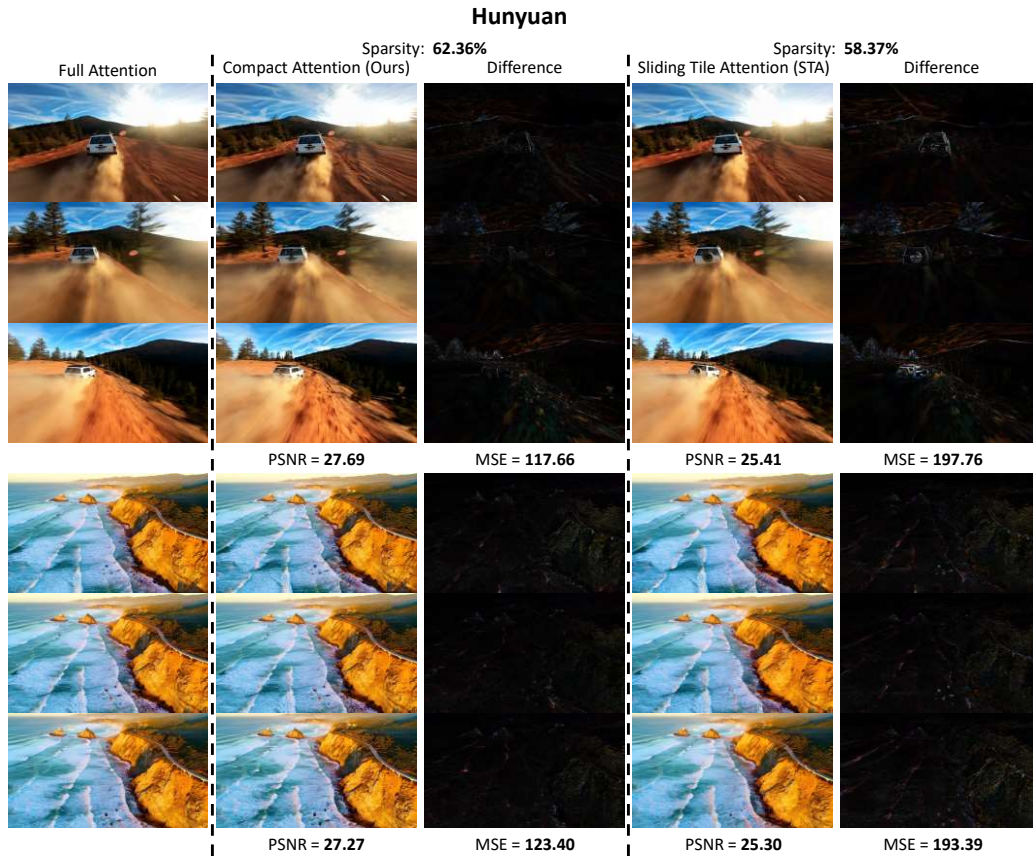 Hunyuan
Sparsity: 62.36%
Sparsity: 58.37%
Full Attention
Compact Attention (Ours)
Difference
Sliding Tile Attention (STA)
Difference
PSNR = 27.69
MSE = 117.66
PSNR = 25.41
MSE = 197.76
PSNR = 27.27
MSE = 123.40
PSNR = 25.30
MSE = 193.39